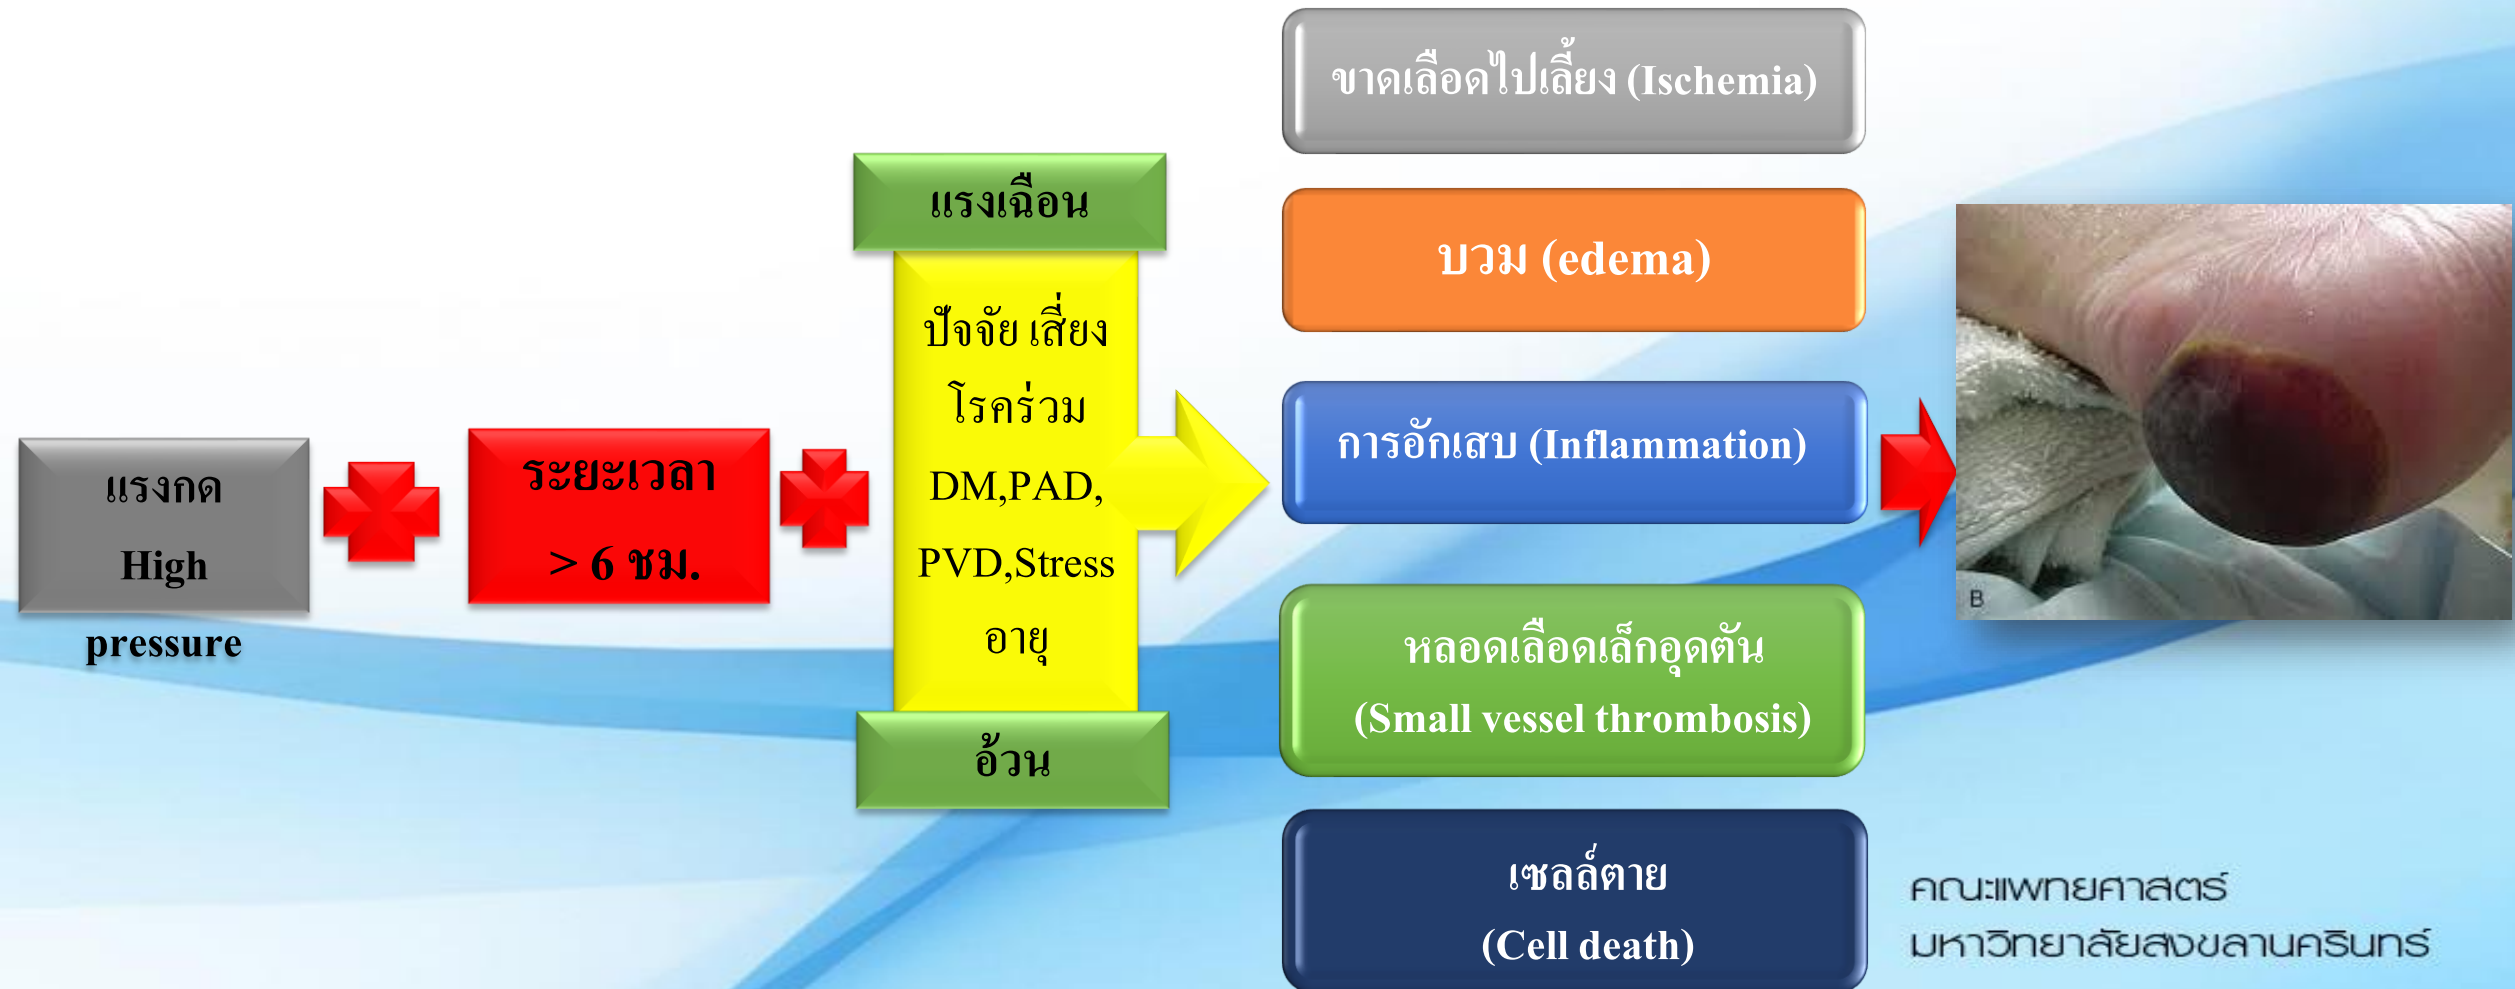 แรงกด
High
pressure
ระยะเวลา
> 6 ชม.
แรงเฉือน
ปัจจัย เสี่ยง
โรคร่วม
DM,PAD,
PVD,Stress
อายุ
อ้วน
ขาดเลือดไปเลี้ยง (Ischemia)
บวม (edema)
การอักเสบ (Inflammation)
หลอดเลือดเล็กอุดตัน
(Small vessel thrombosis)
เซลล์ตาย
(Cell death)
B
คณะแพทยศาสตร์
มหาวิทยาลัยสงขลานครินทร์